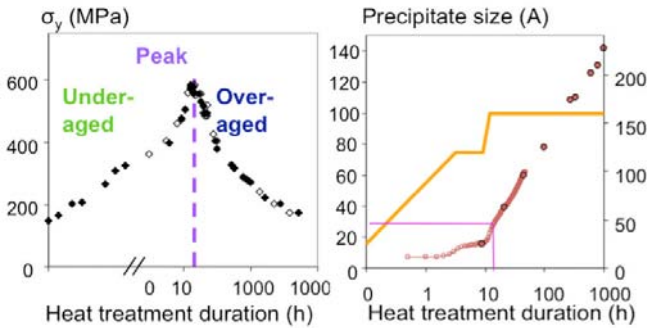 σy (MPa)
Peak
Under-
aged
Over-
aged
600
400
200
0
0 10 100 1000
Heat treatment duration (h)
Precipitate size (A)
140
120
100
80
60
40
20
0
200
150
100
50
0
0 1 10 100 1000
Heat treatment duration (h)